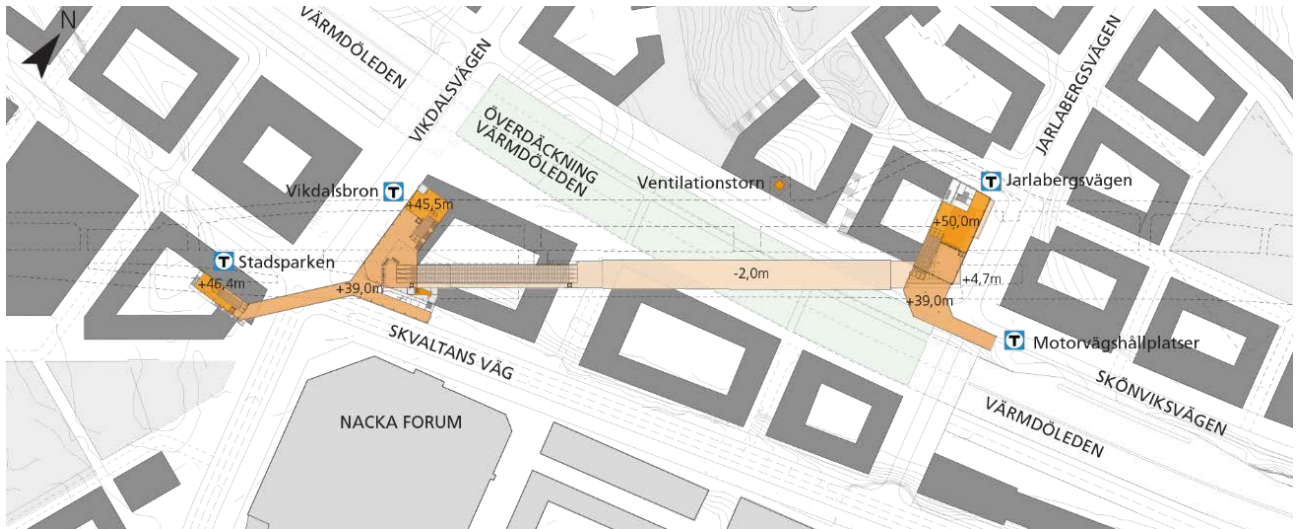 N
VÄRMDÖLEDEN
VIKDALSVÄGEN
JARLABERGSVÄGEN
ÖVERDÄCKNING
VÄRMDÖLEDEN
Vikdalsbron T
Ventilationstorn
T Jarlabergsvägen
+45,5m
+50,0m
T Stadsparken
+46,4m
+39,0m
-2,0m
+4,7m
+39,0m
T Motorvägshållplatser
SKVALTANS VÄG
SKÖNVIKSVÄGEN
VÄRMDÖLEDEN
NACKA FORUM